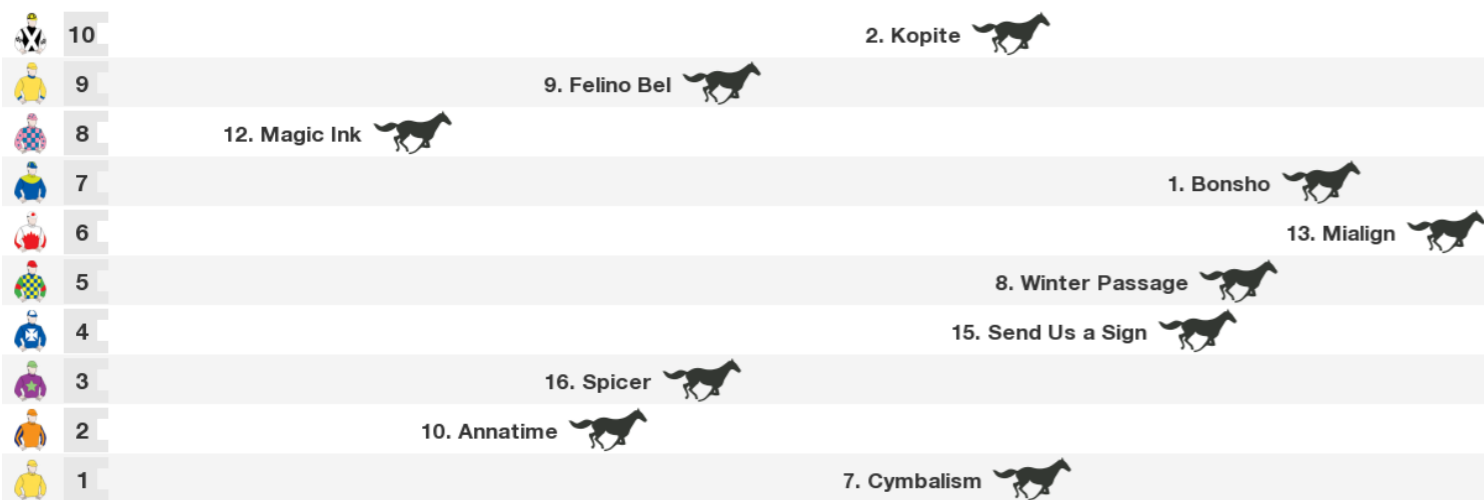 10 2. Kopite
9 9. Felino Bel
8 12. Magic Ink
7 1. Bonsho
6 13. Mialign
5 8. Winter Passage
4 15. Send Us a Sign
3 16. Spicer
2 10. Annatime
1 7. Cymbalism